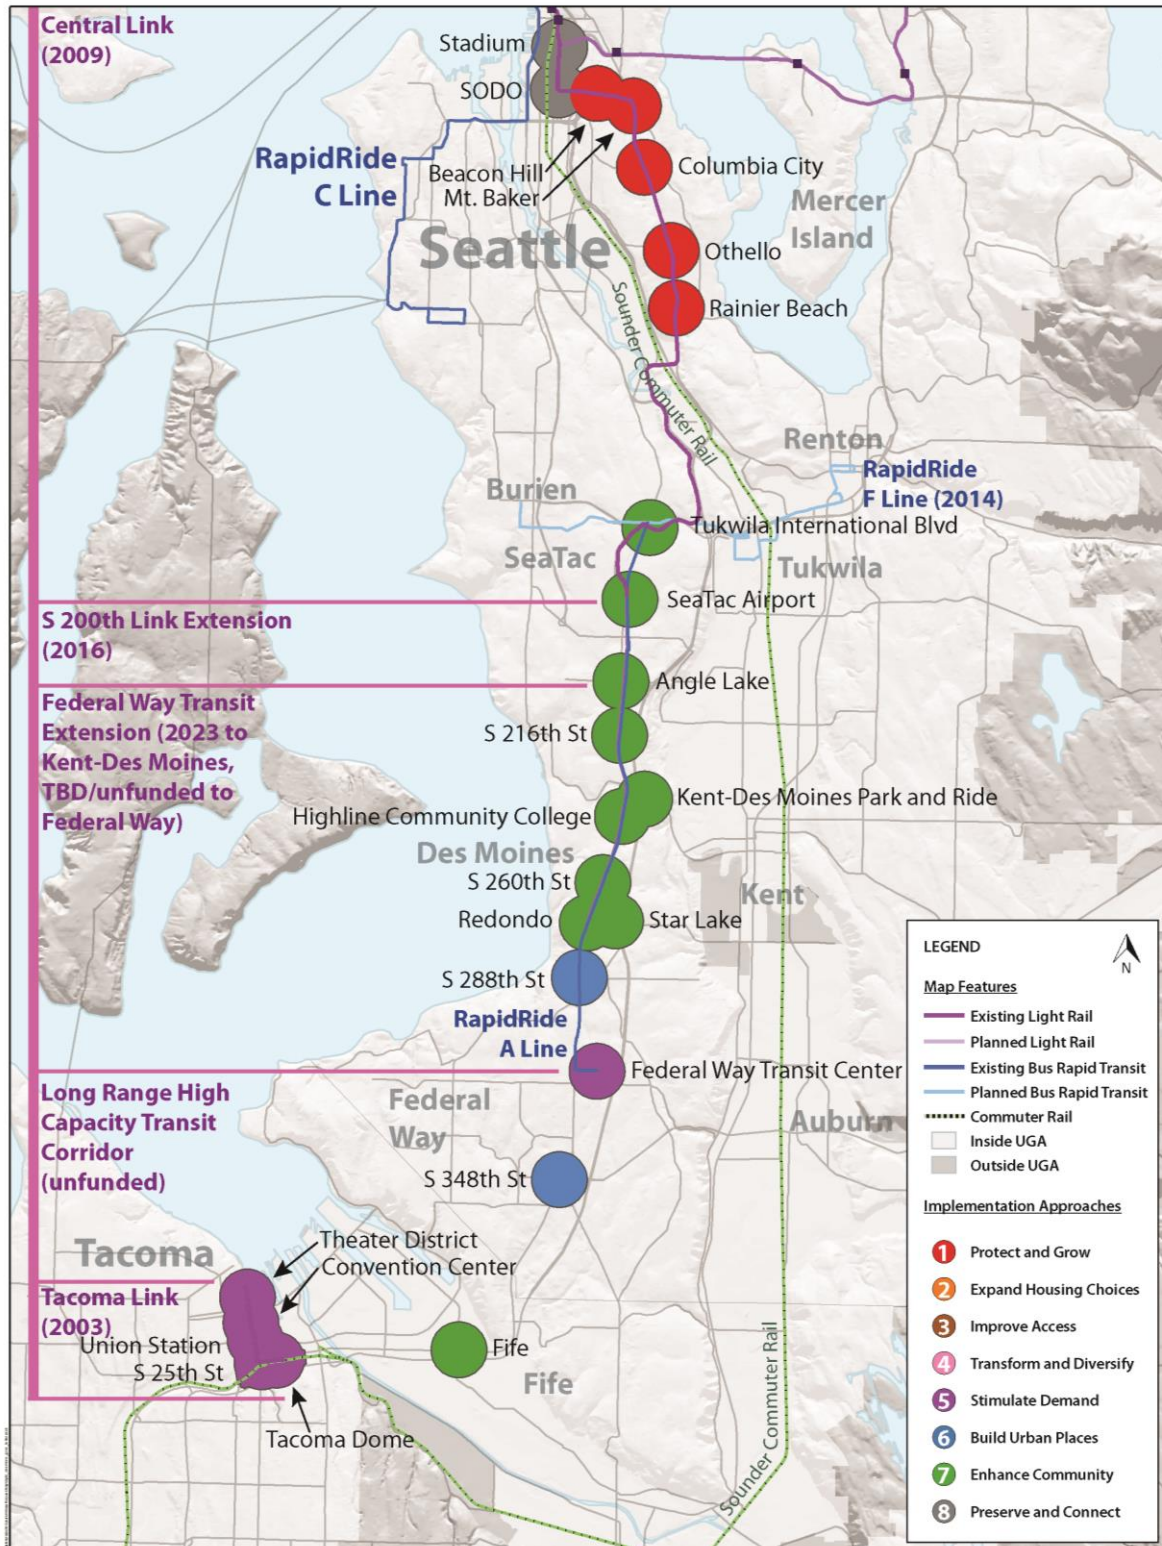 Central Link
(2009)
Stadium
SODO
RapidRide
C Line
Beacon Hill
Mt. Baker
Columbia City
Mercer
Island
Seattle
Othello
Rainier Beach
Sounder Commuter Rail
Renton
RapidRide
F Line (2014)
Burien
Tukwila International Blvd
SeaTac
Tukwila
SeaTac Airport
S 200th Link Extension
(2016)
Angle Lake
Federal Way Transit
Extension (2023 to
Kent-Des Moines,
TBD/unfunded to
Federal Way)
S 216th St
Kent-Des Moines Park and Ride
Highline Community College
Des Moines
S 260th St
Kent
Redondo
Star Lake
S 288th St
RapidRide
A Line
Federal Way Transit Center
Long Range High
Capacity Transit
Corridor
(unfunded)
Federal
Way
Auburn
S 348th St
Tacoma
Theater District
Convention Center
Tacoma Link
(2003)
Union Station
S 25th St
Fife
Fife
Tacoma Dome
Sounder Commuter Rail
LEGEND
N
Map Features
Existing Light Rail
Planned Light Rail
Existing Bus Rapid Transit
Planned Bus Rapid Transit
Commuter Rail
Inside UGA
Outside UGA
Implementation Approaches
1 Protect and Grow
2 Expand Housing Choices
3 Improve Access
4 Transform and Diversify
5 Stimulate Demand
6 Build Urban Places
7 Enhance Community
8 Preserve and Connect